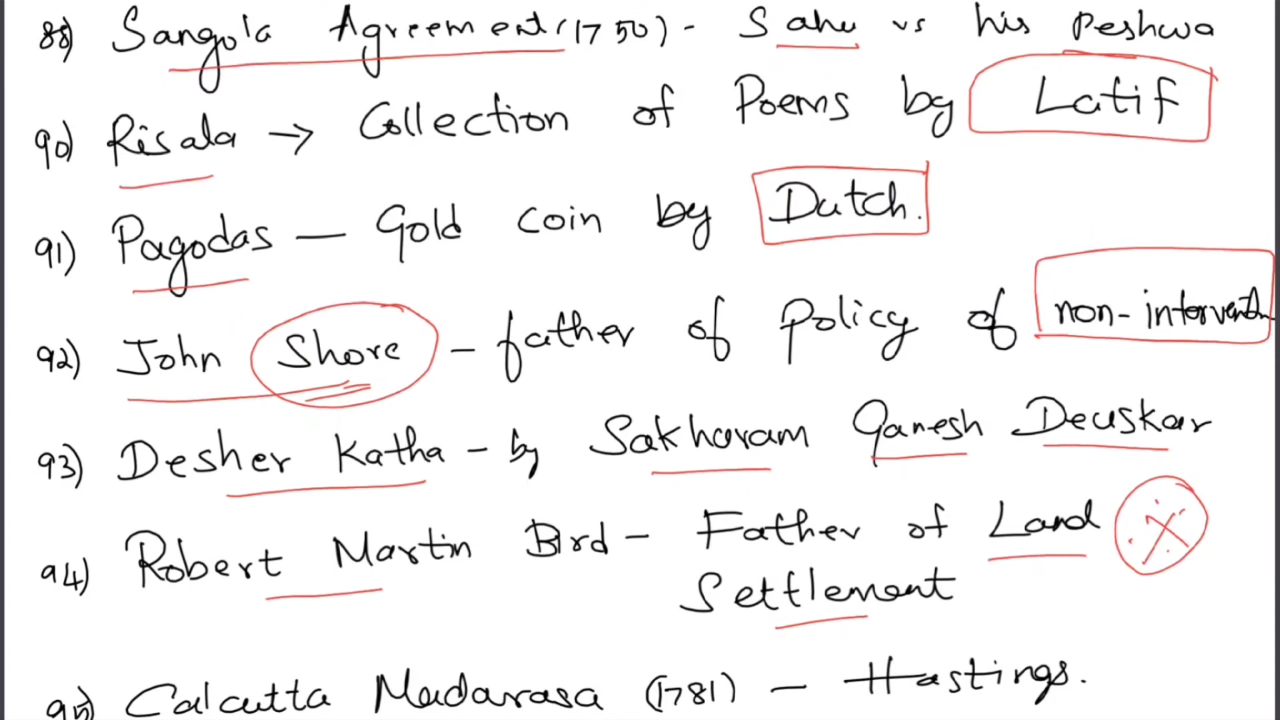 88) Sangola Agreement (1750) - Sahu vs his Peshwa
90) Risala → Collection of Poems by Latif
91) Pagodas — Gold coin by Dutch.
92) John Shore - father of policy of non-interventn
93) Desher Katha - by Sakharam Ganesh Deuskar
94) Robert Martin Bird - Father of Land
Settlement
95) Calcutta Madarasa (1781) - Hastings.